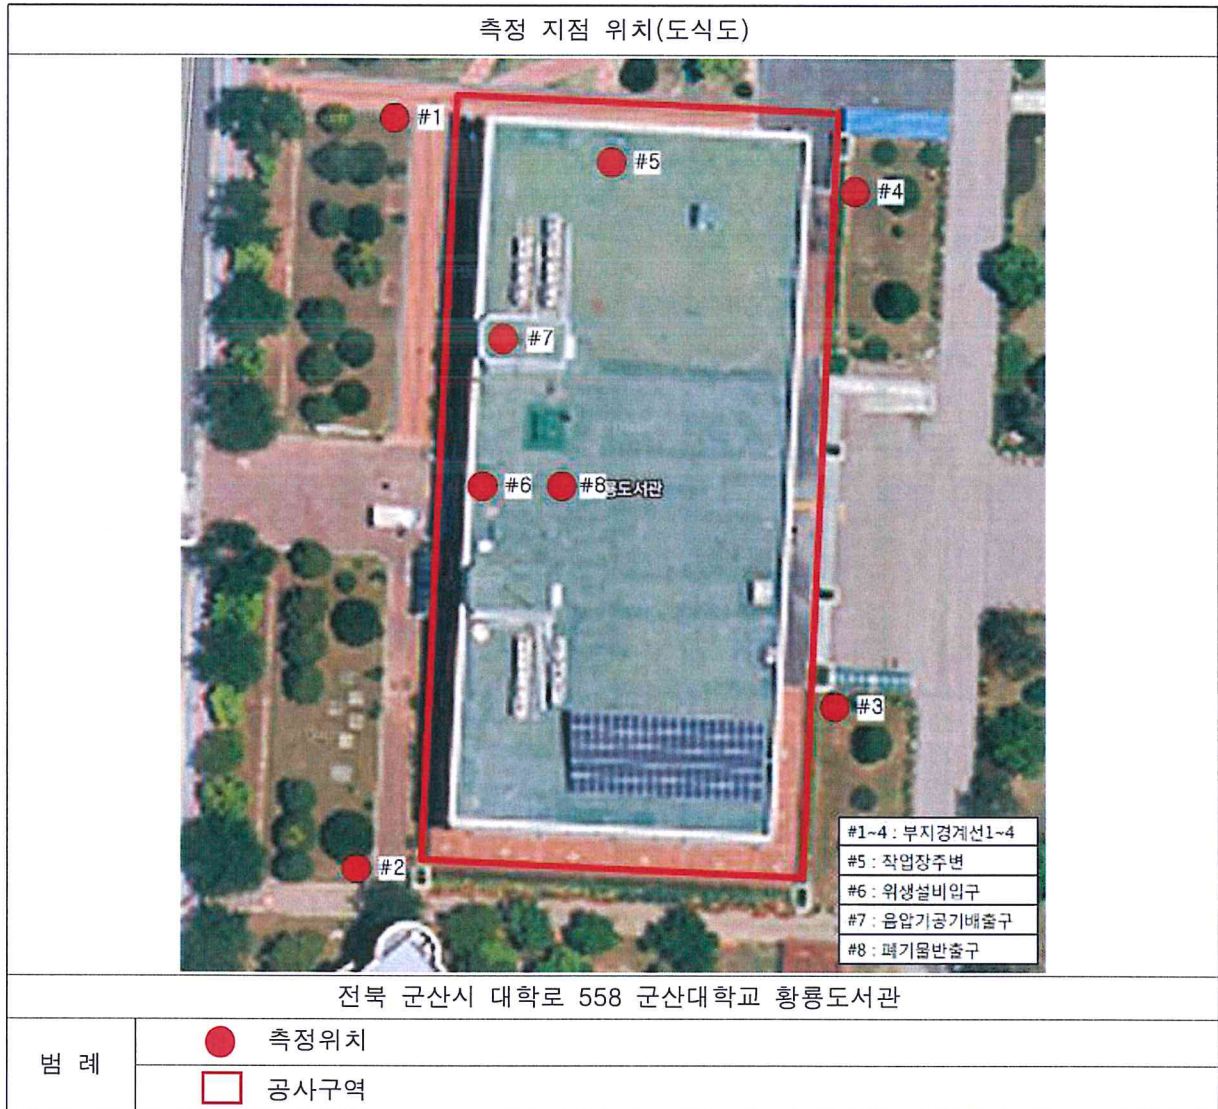 측정 지점 위치(도식도)
#1
#5
#4
#7
#6
#8
룡도서관
#3
#2
#1~4 : 부지경계선1~4
#5 : 작업장주변
#6 : 위생설비입구
#7 : 음압기공기배출구
#8 : 폐기물반출구
전북 군산시 대학로 558 군산대학교 황룡도서관
범 례
측정위치
공사구역